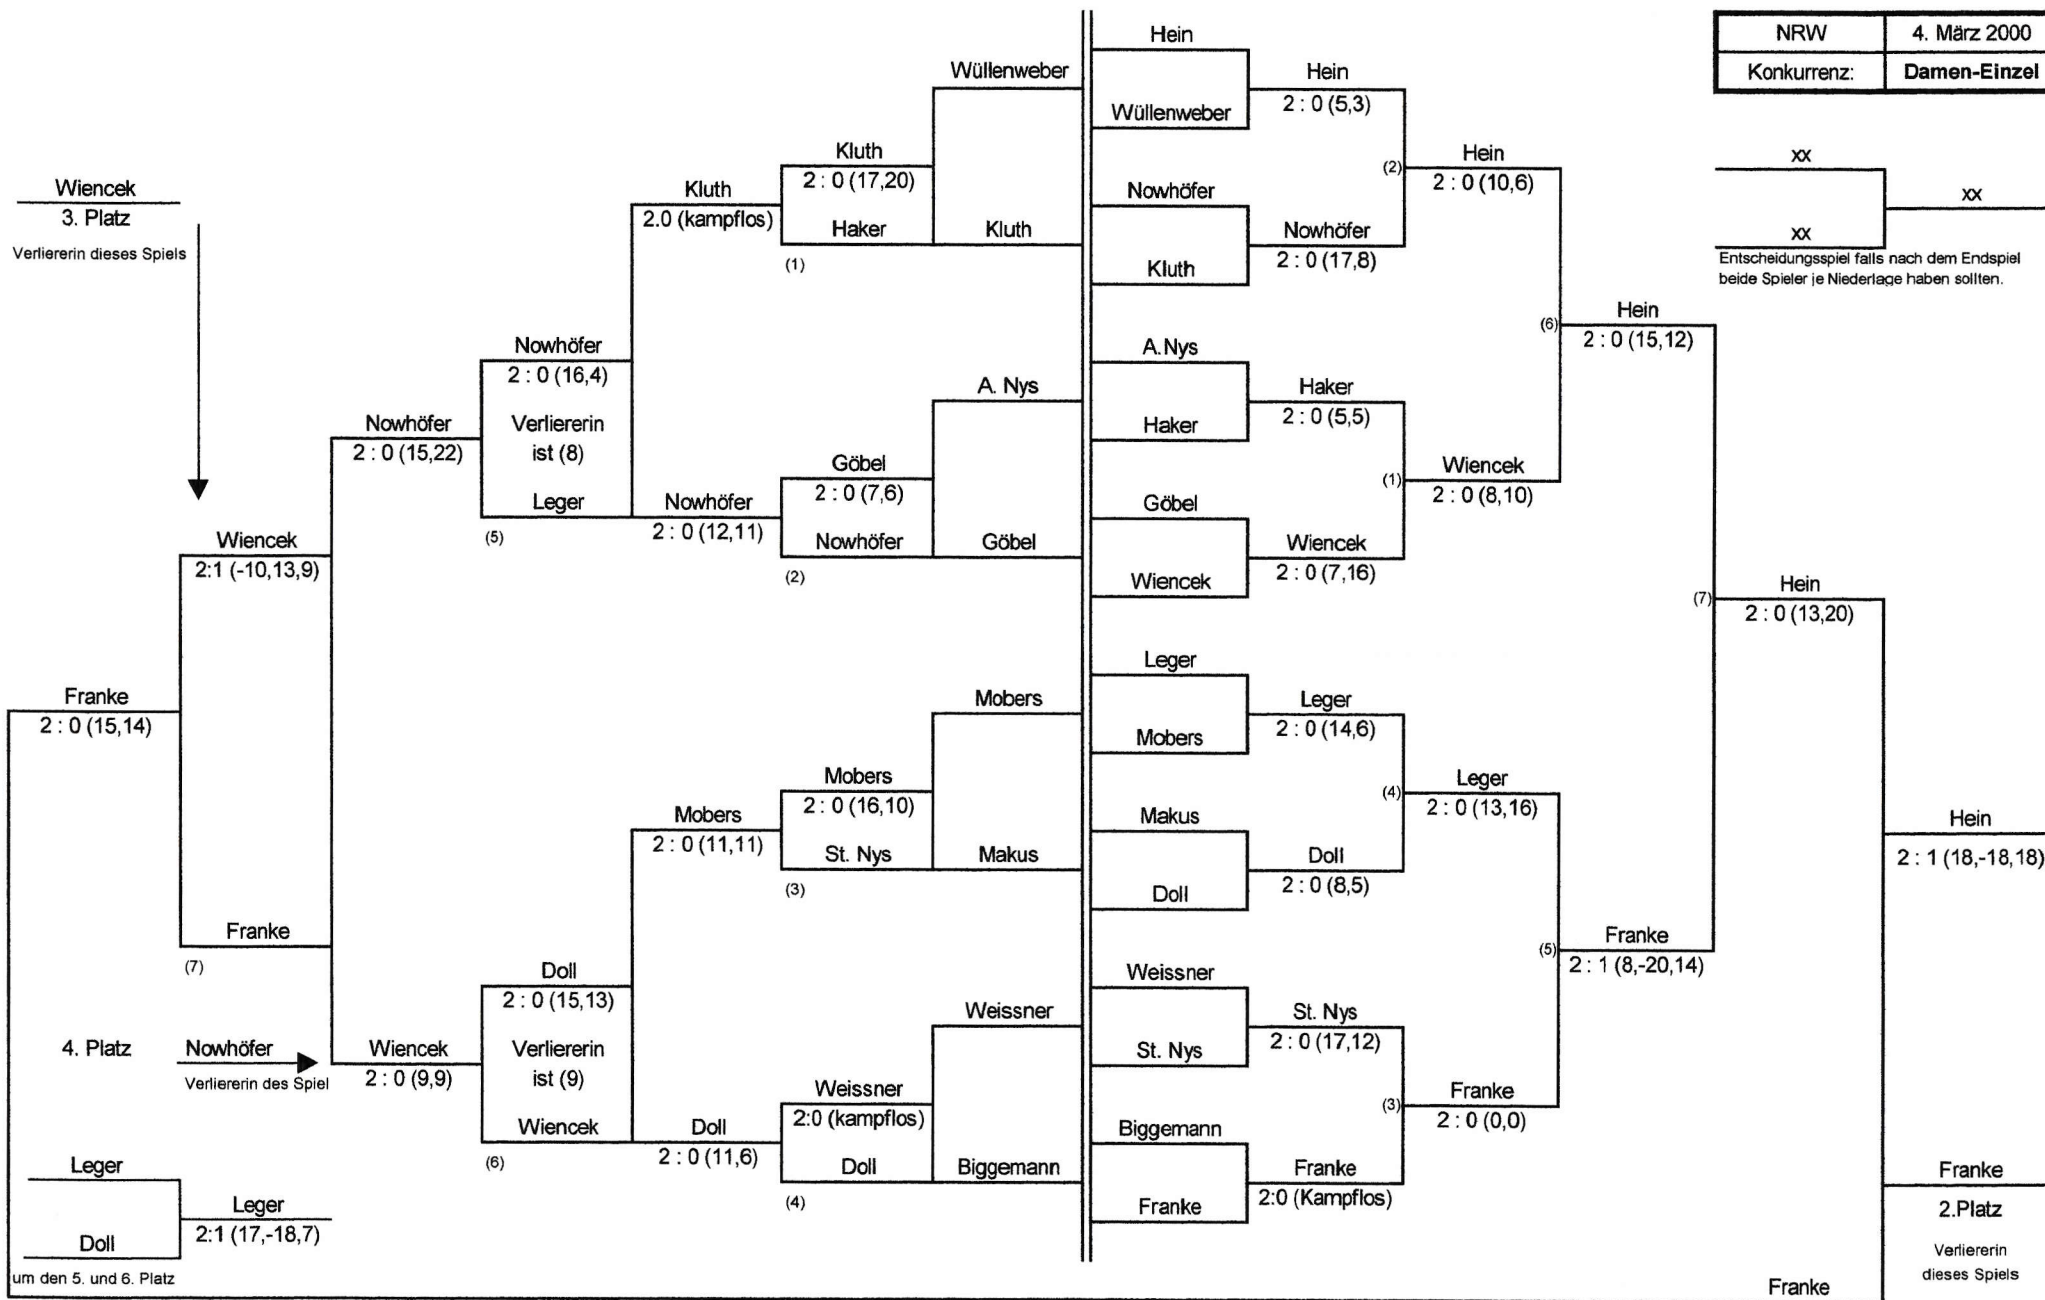 NRW 4. März 2000
Konkurrenz: Damen-Einzel
Wiencek
3. Platz
Verliererin dieses Spiels
Franke
2 : 0 (15,14)
Wiencek
2:1 (-10,13,9)
Franke
(7)
4. Platz
Nowhöfer
Verliererin des Spiel
Leger
Doll
Leger
2:1 (17,-18,7)
um den 5. und 6. Platz
Nowhöfer
2 : 0 (15,22)
Wiencek
2 : 0 (9,9)
Nowhöfer
2 : 0 (16,4)
Verliererin
ist (8)
Leger
(5)
Doll
2 : 0 (15,13)
Verliererin
ist (9)
Wiencek
(6)
Kluth
2.0 (kampflos)
Nowhöfer
2 : 0 (12,11)
Mobers
2 : 0 (11,11)
Doll
2 : 0 (11,6)
Kluth
2 : 0 (17,20)
Haker
(1)
Göbel
2 : 0 (7,6)
Nowhöfer
(2)
Mobers
2 : 0 (16,10)
St. Nys
(3)
Weissner
2:0 (kampflos)
Doll
(4)
Wüllenweber
Kluth
A. Nys
Göbel
Mobers
Makus
Weissner
Biggemann
Hein
Wüllenweber
Nowhöfer
Kluth
A.Nys
Haker
Göbel
Wiencek
Leger
Mobers
Makus
Doll
Weissner
St. Nys
Biggemann
Franke
Hein
2 : 0 (5,3)
Nowhöfer
2 : 0 (17,8)
Haker
2 : 0 (5,5)
Wiencek
2 : 0 (7,16)
Leger
2 : 0 (14,6)
Doll
2 : 0 (8,5)
St. Nys
2 : 0 (17,12)
Franke
2:0 (Kampflos)
(2)
Hein
2 : 0 (10,6)
(1)
Wiencek
2 : 0 (8,10)
(4)
Leger
2 : 0 (13,16)
(3)
Franke
2 : 0 (0,0)
(6)
Hein
2 : 0 (15,12)
(5)
Franke
2 : 1 (8,-20,14)
(7)
Hein
2 : 0 (13,20)
Franke
Hein
2 : 1 (18,-18,18)
Franke
2.Platz
Verliererin
dieses Spiels
xx
xx
xx
Entscheidungsspiel falls nach dem Endspiel
beide Spieler je Niederlage haben sollten.